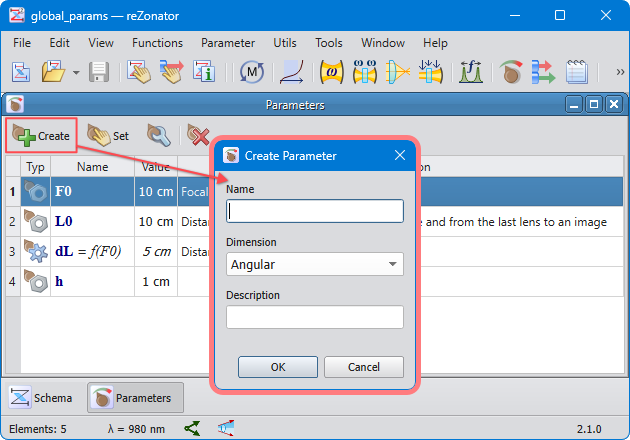 global_params — reZonator
File Edit View Functions Parameter Utils Tools Window Help
M
»
Parameters
Create Set
Create Parameter
Typ Name Value on
1 F0 10 cm Focal
2 L0 10 cm Distan e and from the last lens to an image
3 dL = f(F0) 5 cm Distan
4 h 1 cm
Name
Dimension
Angular
Description
OK Cancel
Schema Parameters
Elements: 5 λ = 980 nm 2.1.0